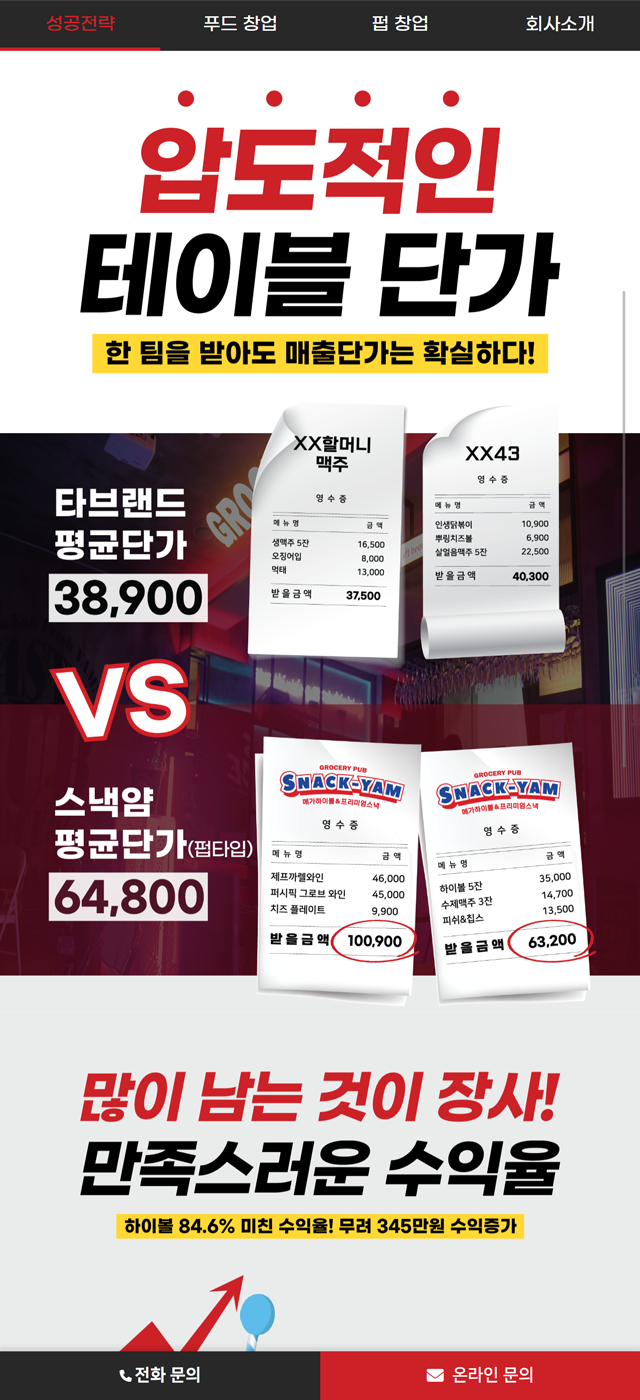 성공전략
푸드 창업
펍 창업
회사소개
압도적인
테이블 단가
한 팀을 받아도 매출단가는 확실하다!
타브랜드
평균단가
38,900
XX할머니
맥주
영수증
메뉴명 금액
생맥주 5잔 16,500
오징어입 8,000
먹태 13,000
받을금액 37,500
XX43
영수증
메뉴명 금액
인생닭볶이 10,900
뿌링치즈볼 6,900
살얼음맥주 5잔 22,500
받을금액 40,300
GROC
VS
스낵얌
평균단가(펍타입)
64,800
GROCERY PUB
SNACK-YAM
메가하이볼&프리미엄스낵
영수증
메뉴명 금액
제프까렐와인 46,000
퍼시픽 그로브 와인 45,000
치즈 플레이트 9,900
받을금액 100,900
GROCERY PUB
SNACK-YAM
메가하이볼&프리미엄스낵
영수증
메뉴명 금액
하이볼 5잔 35,000
수제맥주 3잔 14,700
피쉬&칩스 13,500
받을금액 63,200
많이 남는 것이 장사!
만족스러운 수익율
하이볼 84.6% 미친 수익율! 무려 345만원 수익증가
전화 문의
온라인 문의